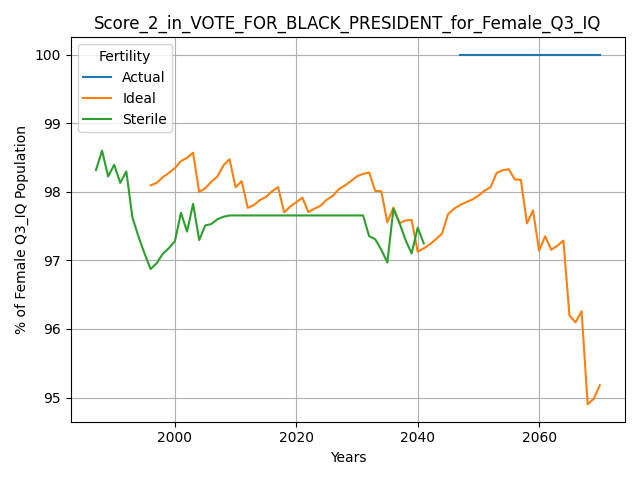 Score_2_in_VOTE_FOR_BLACK_PRESIDENT_for_Female_Q3_IQ
Fertility
Actual
Ideal
Sterile
% of Female Q3_IQ Population
100
99
98
97
96
95
2000
2020
2040
2060
Years